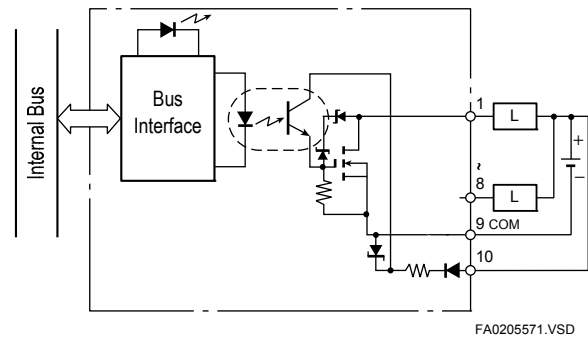 Internal Bus
Bus
Interface
1
L
+
−
~
8
L
9 COM
10
FA0205571.VSD